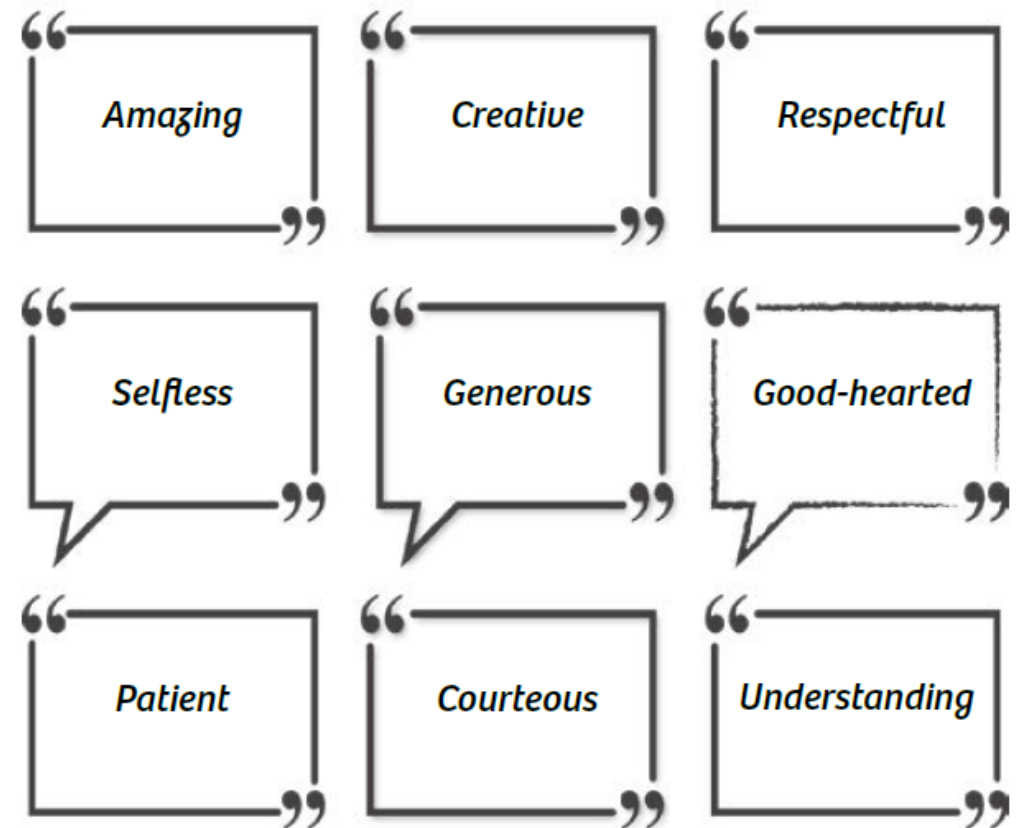 Amazing
Creative
Respectful
Selfless
Generous
Good-hearted
Patient
Courteous
Understanding